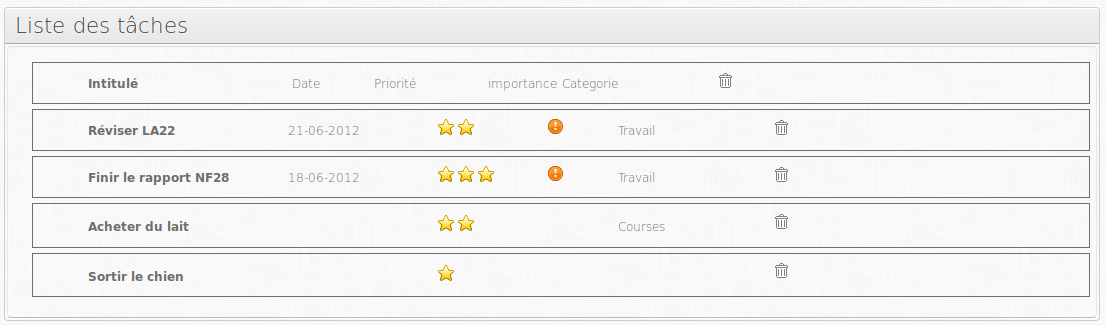 Liste des tâches
Intitulé Date Priorité importance Categorie
Réviser LA22 21-06-2012 Travail
Finir le rapport NF28 18-06-2012 Travail
Acheter du lait Courses
Sortir le chien